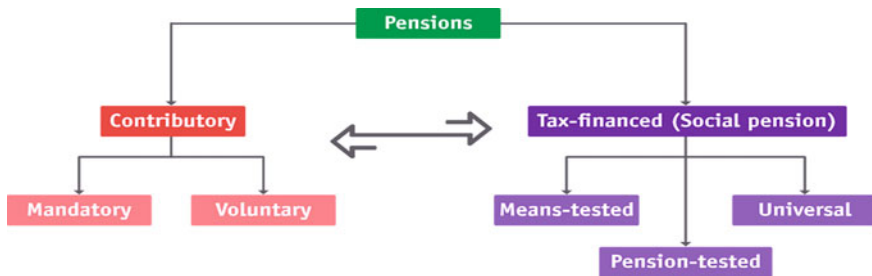 Pensions
Contributory
Tax-financed (Social pension)
Mandatory
Voluntary
Means-tested
Universal
Pension-tested